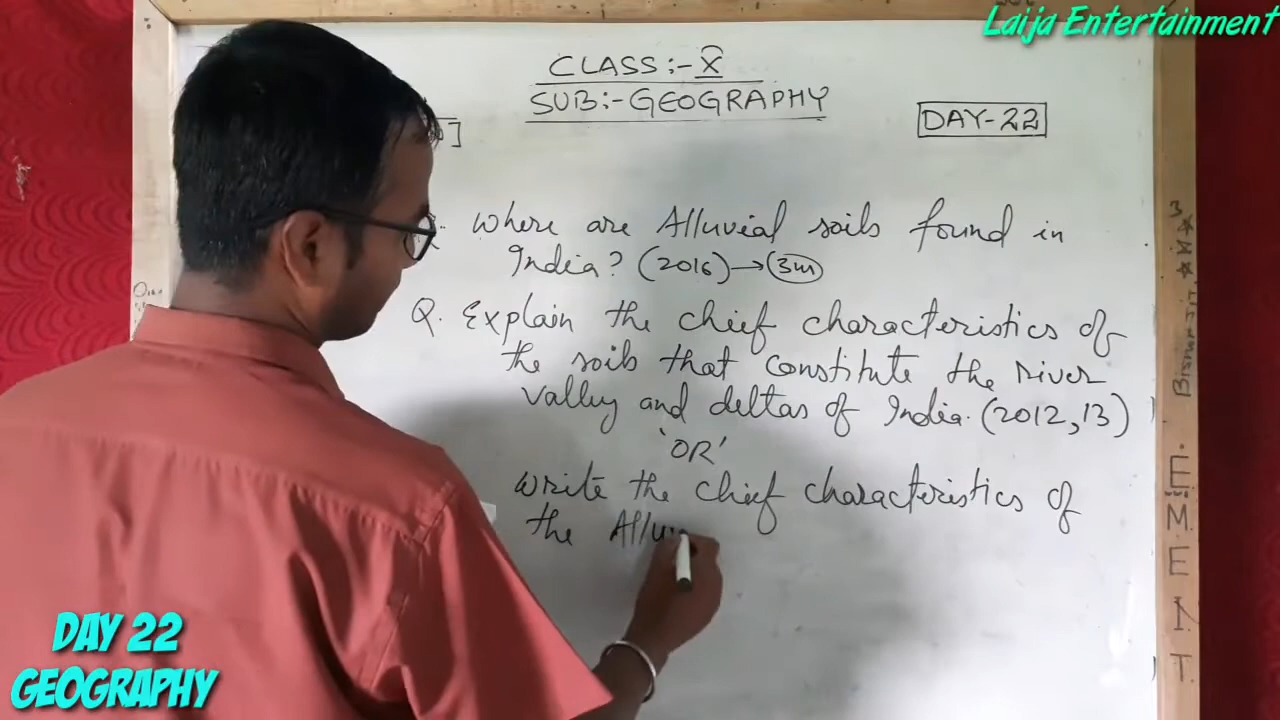 Laija Entertainment
CLASS:- X
SUB:- GEOGRAPHY
DAY-22
Where are Alluvial soils found in
India? (2016)→(3m)
Q. Explain the chief characteristics of
the soils that constitute the river
valley and deltas of India. (2012,13)
'OR'
Write the chief characteristics of
the Alluv
DAY 22
GEOGRAPHY
EMENT